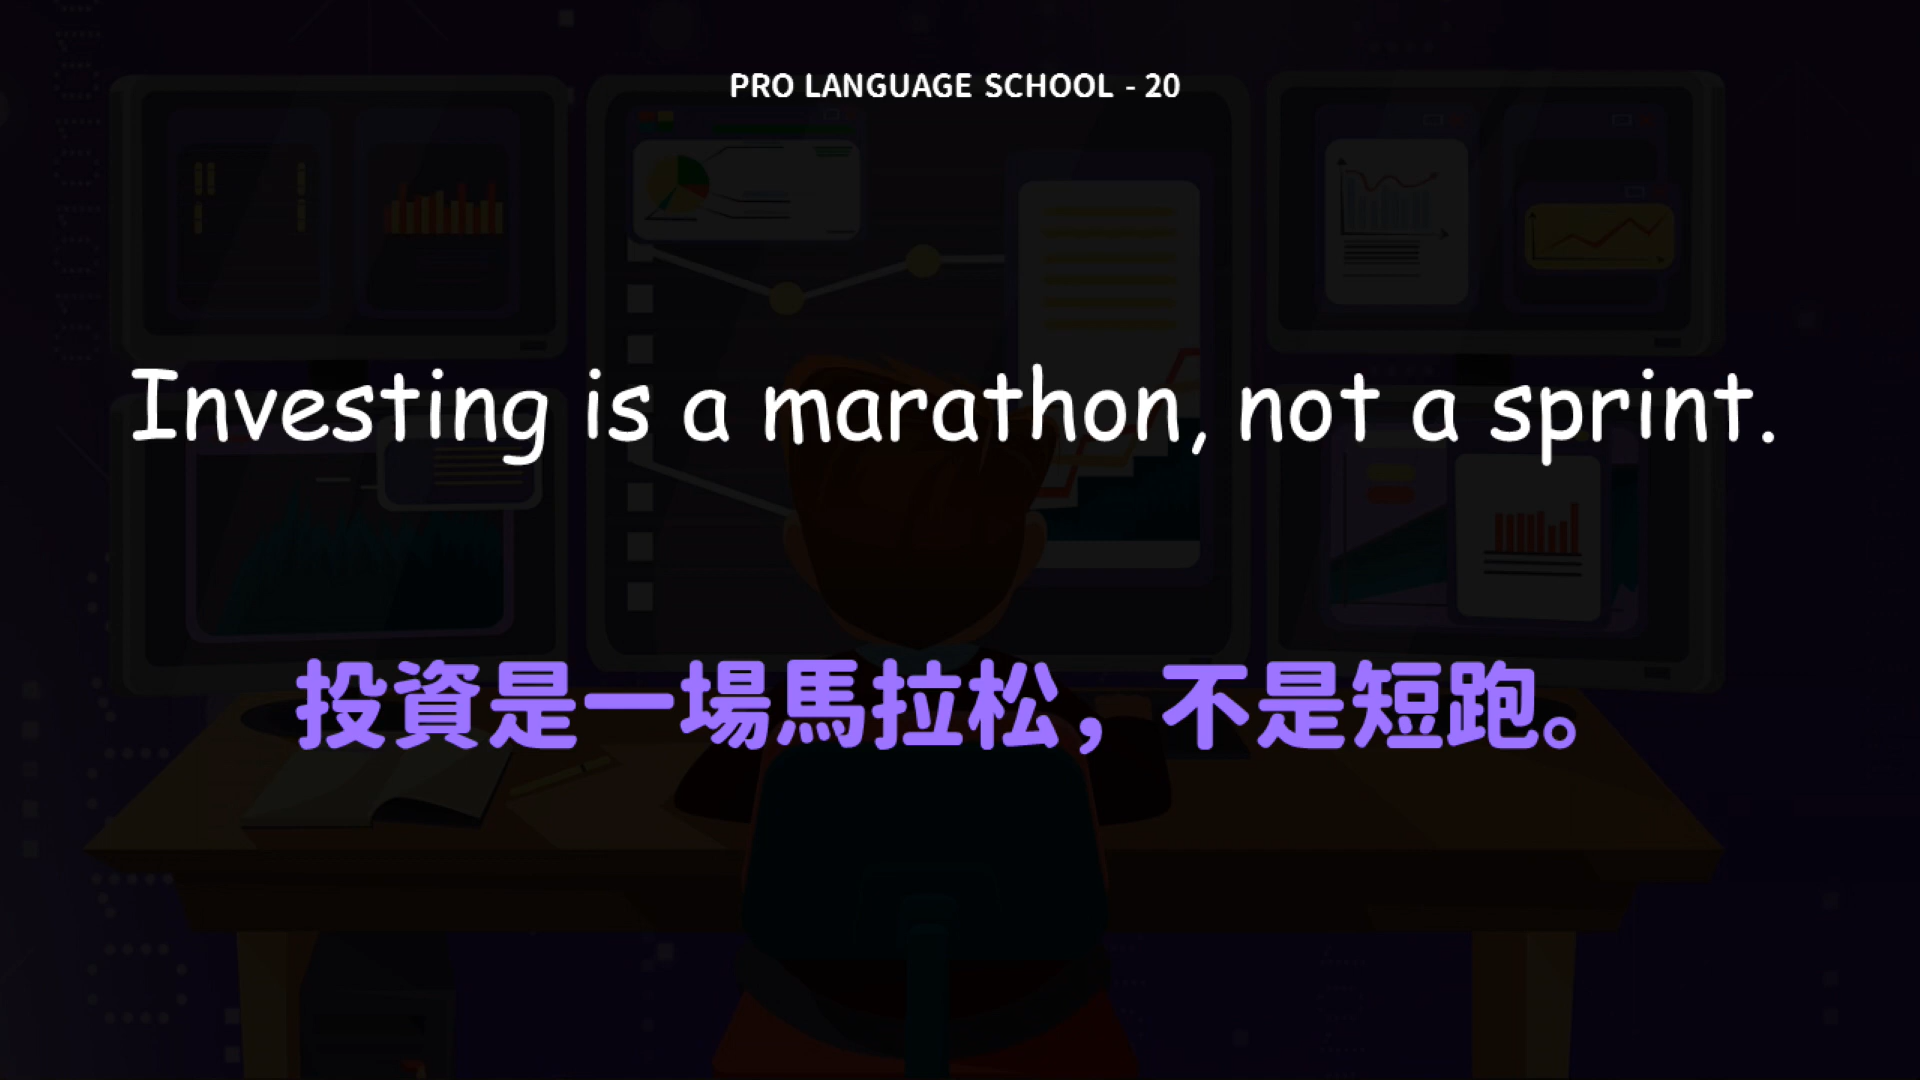 PRO LANGUAGE SCHOOL - 20
Investing is a marathon, not a sprint.
投資是一場馬拉松，不是短跑。